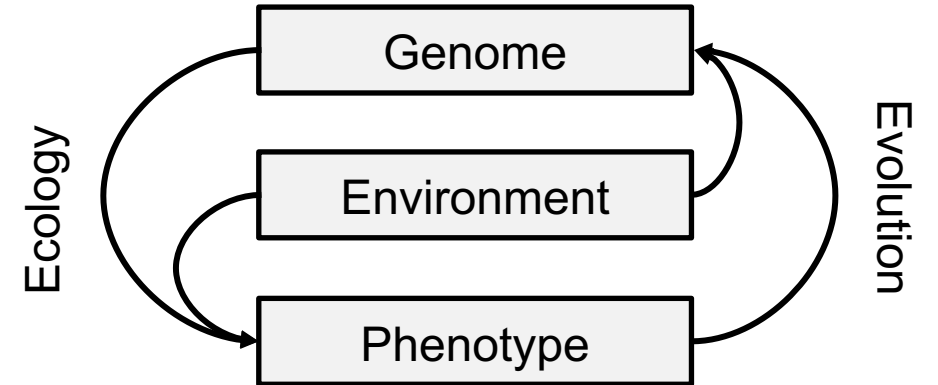 Genome
Ecology
Environment
Evolution
Phenotype